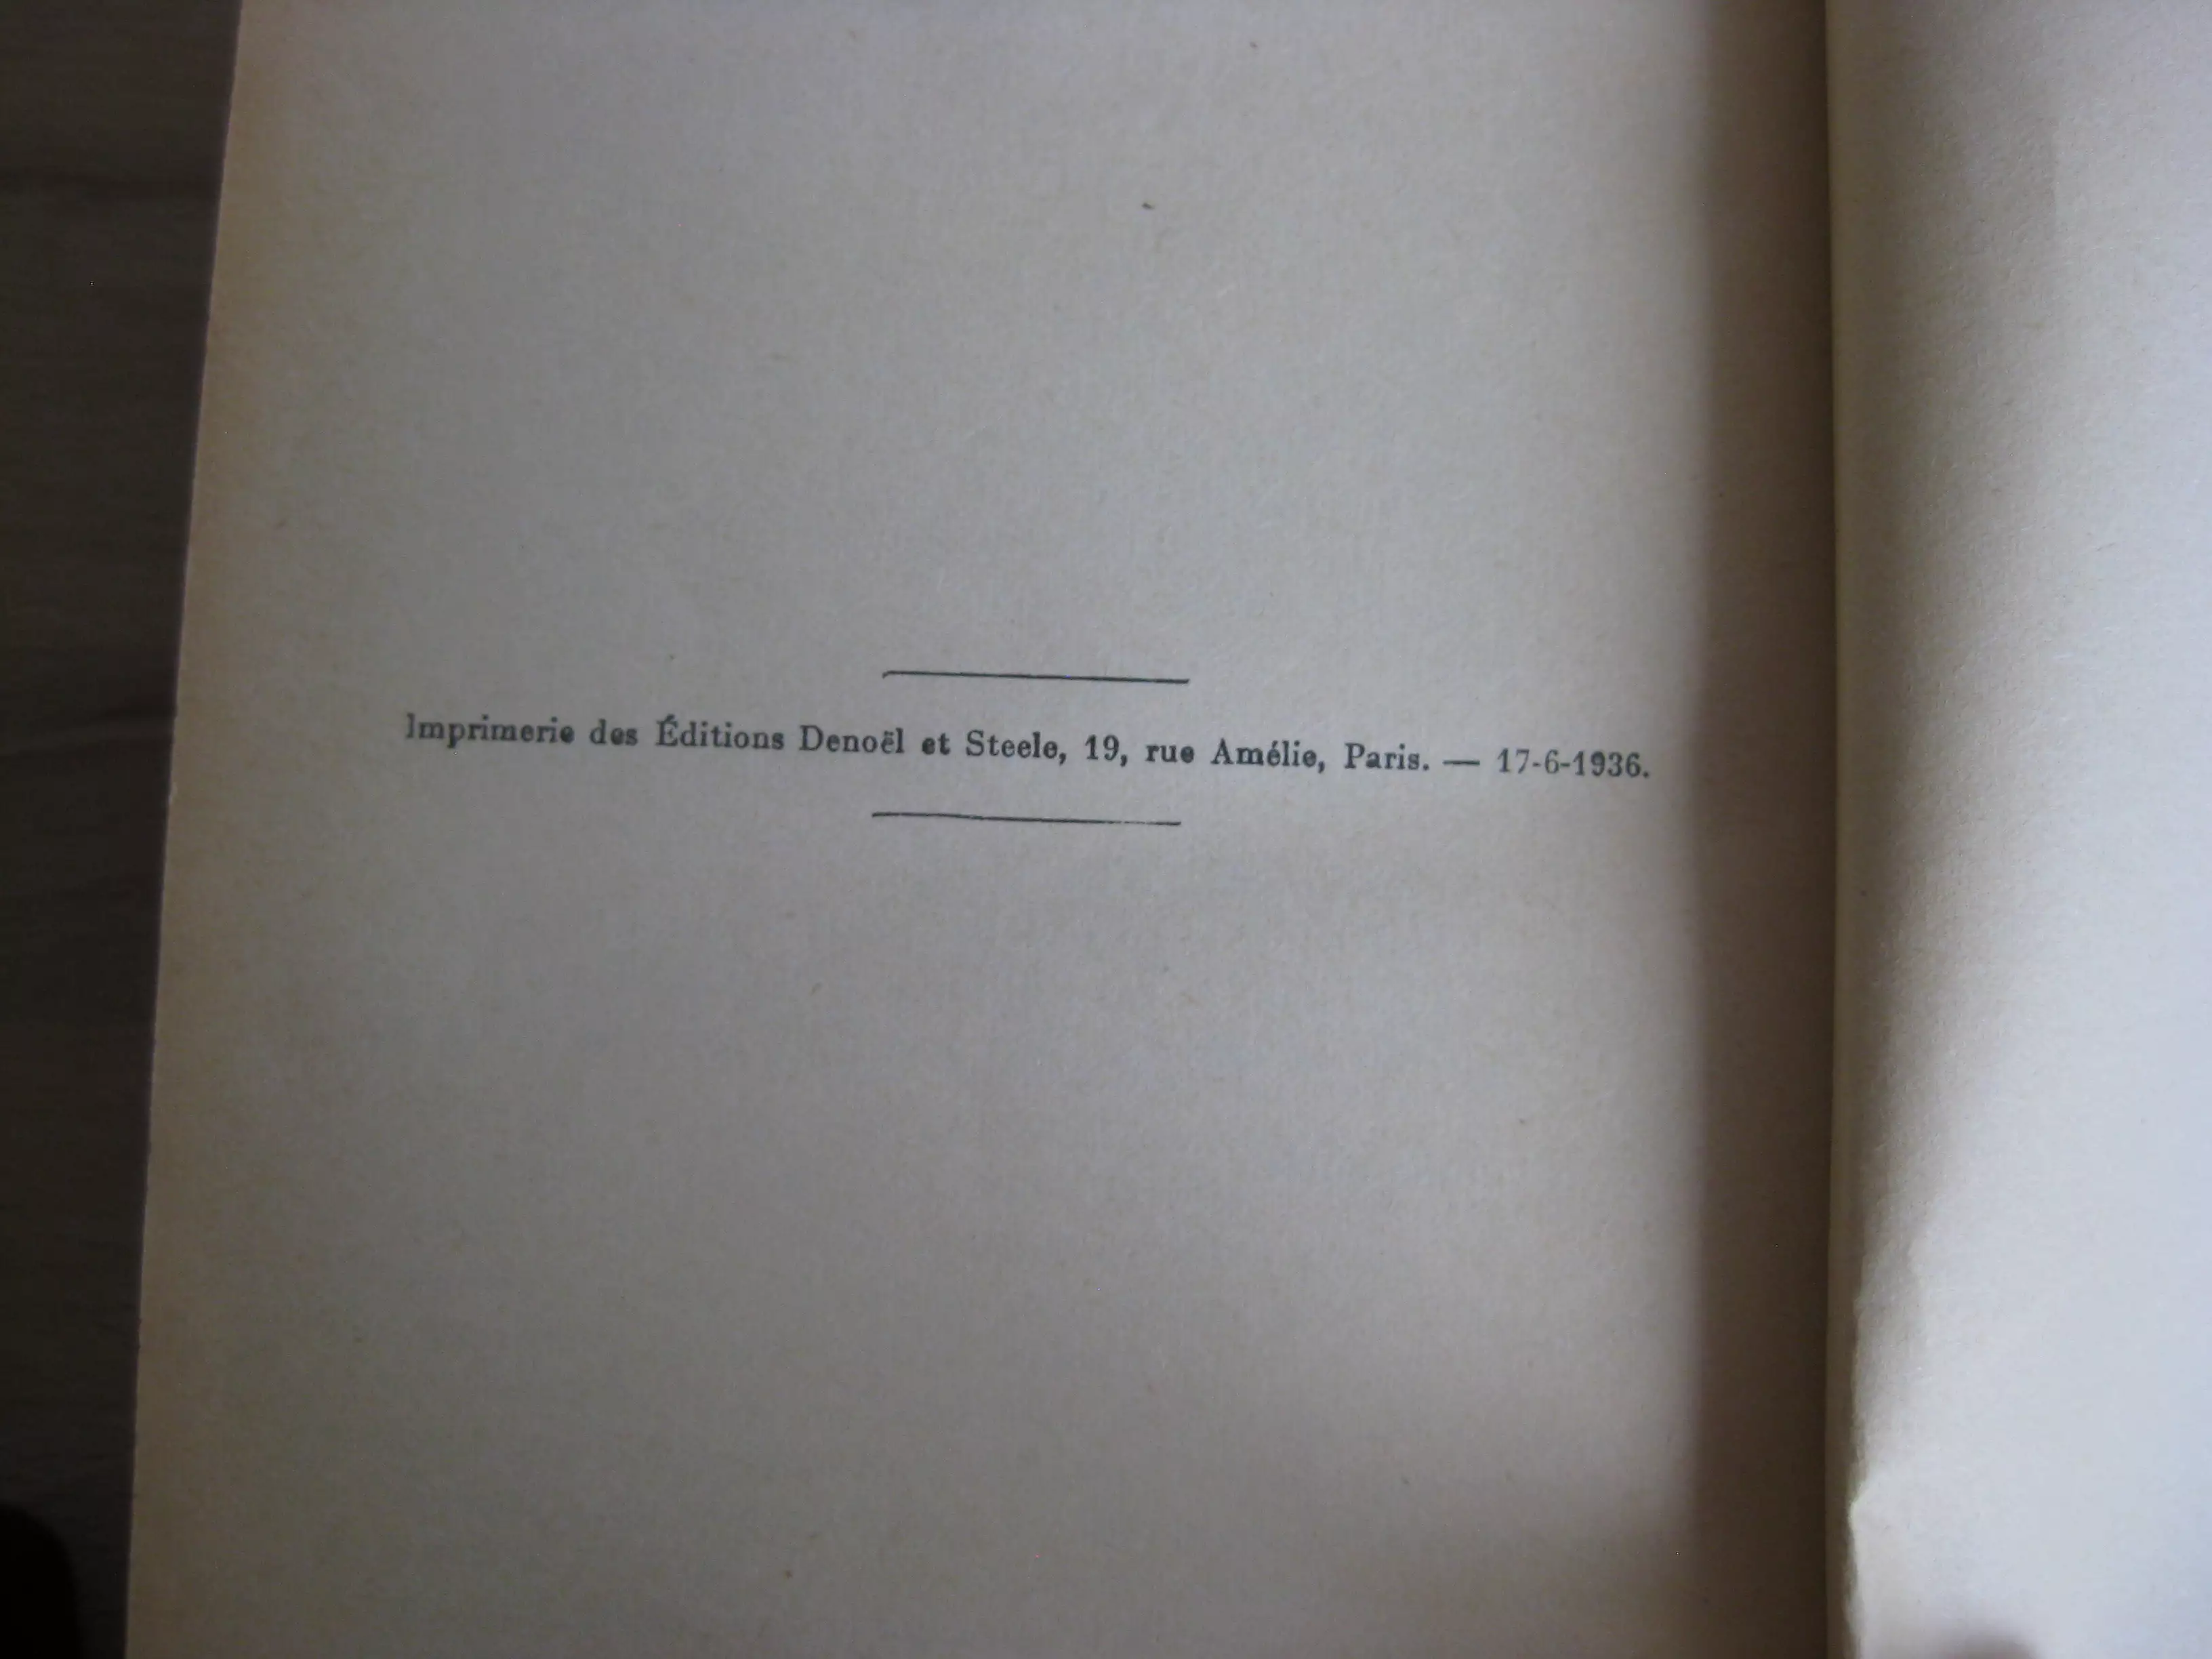 Imprimerie des Éditions Denoël et Steele, 19, rue Amélie, Paris. — 17-6-1936.